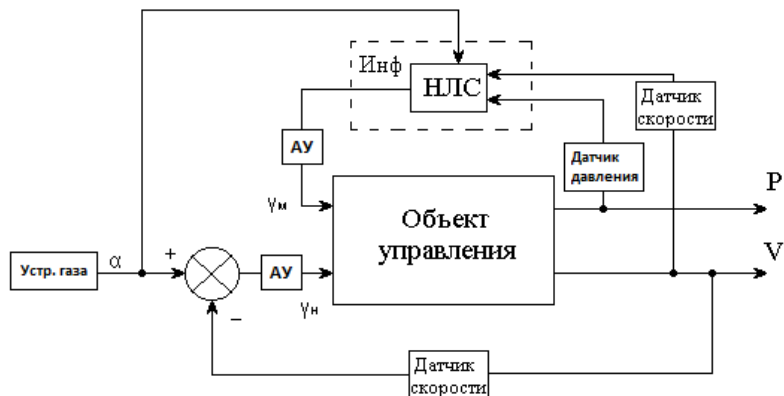 Инф
НЛС
Датчик
скорости
АУ
Датчик
давления
γм
P
Объект
управления
V
Устр. газа
α
+
АУ
γн
−
Датчик
скорости